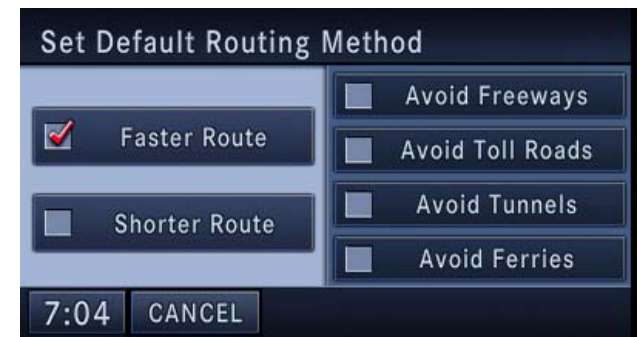 Set Default Routing Method
Faster Route
Shorter Route
Avoid Freeways
Avoid Toll Roads
Avoid Tunnels
Avoid Ferries
7:04 CANCEL